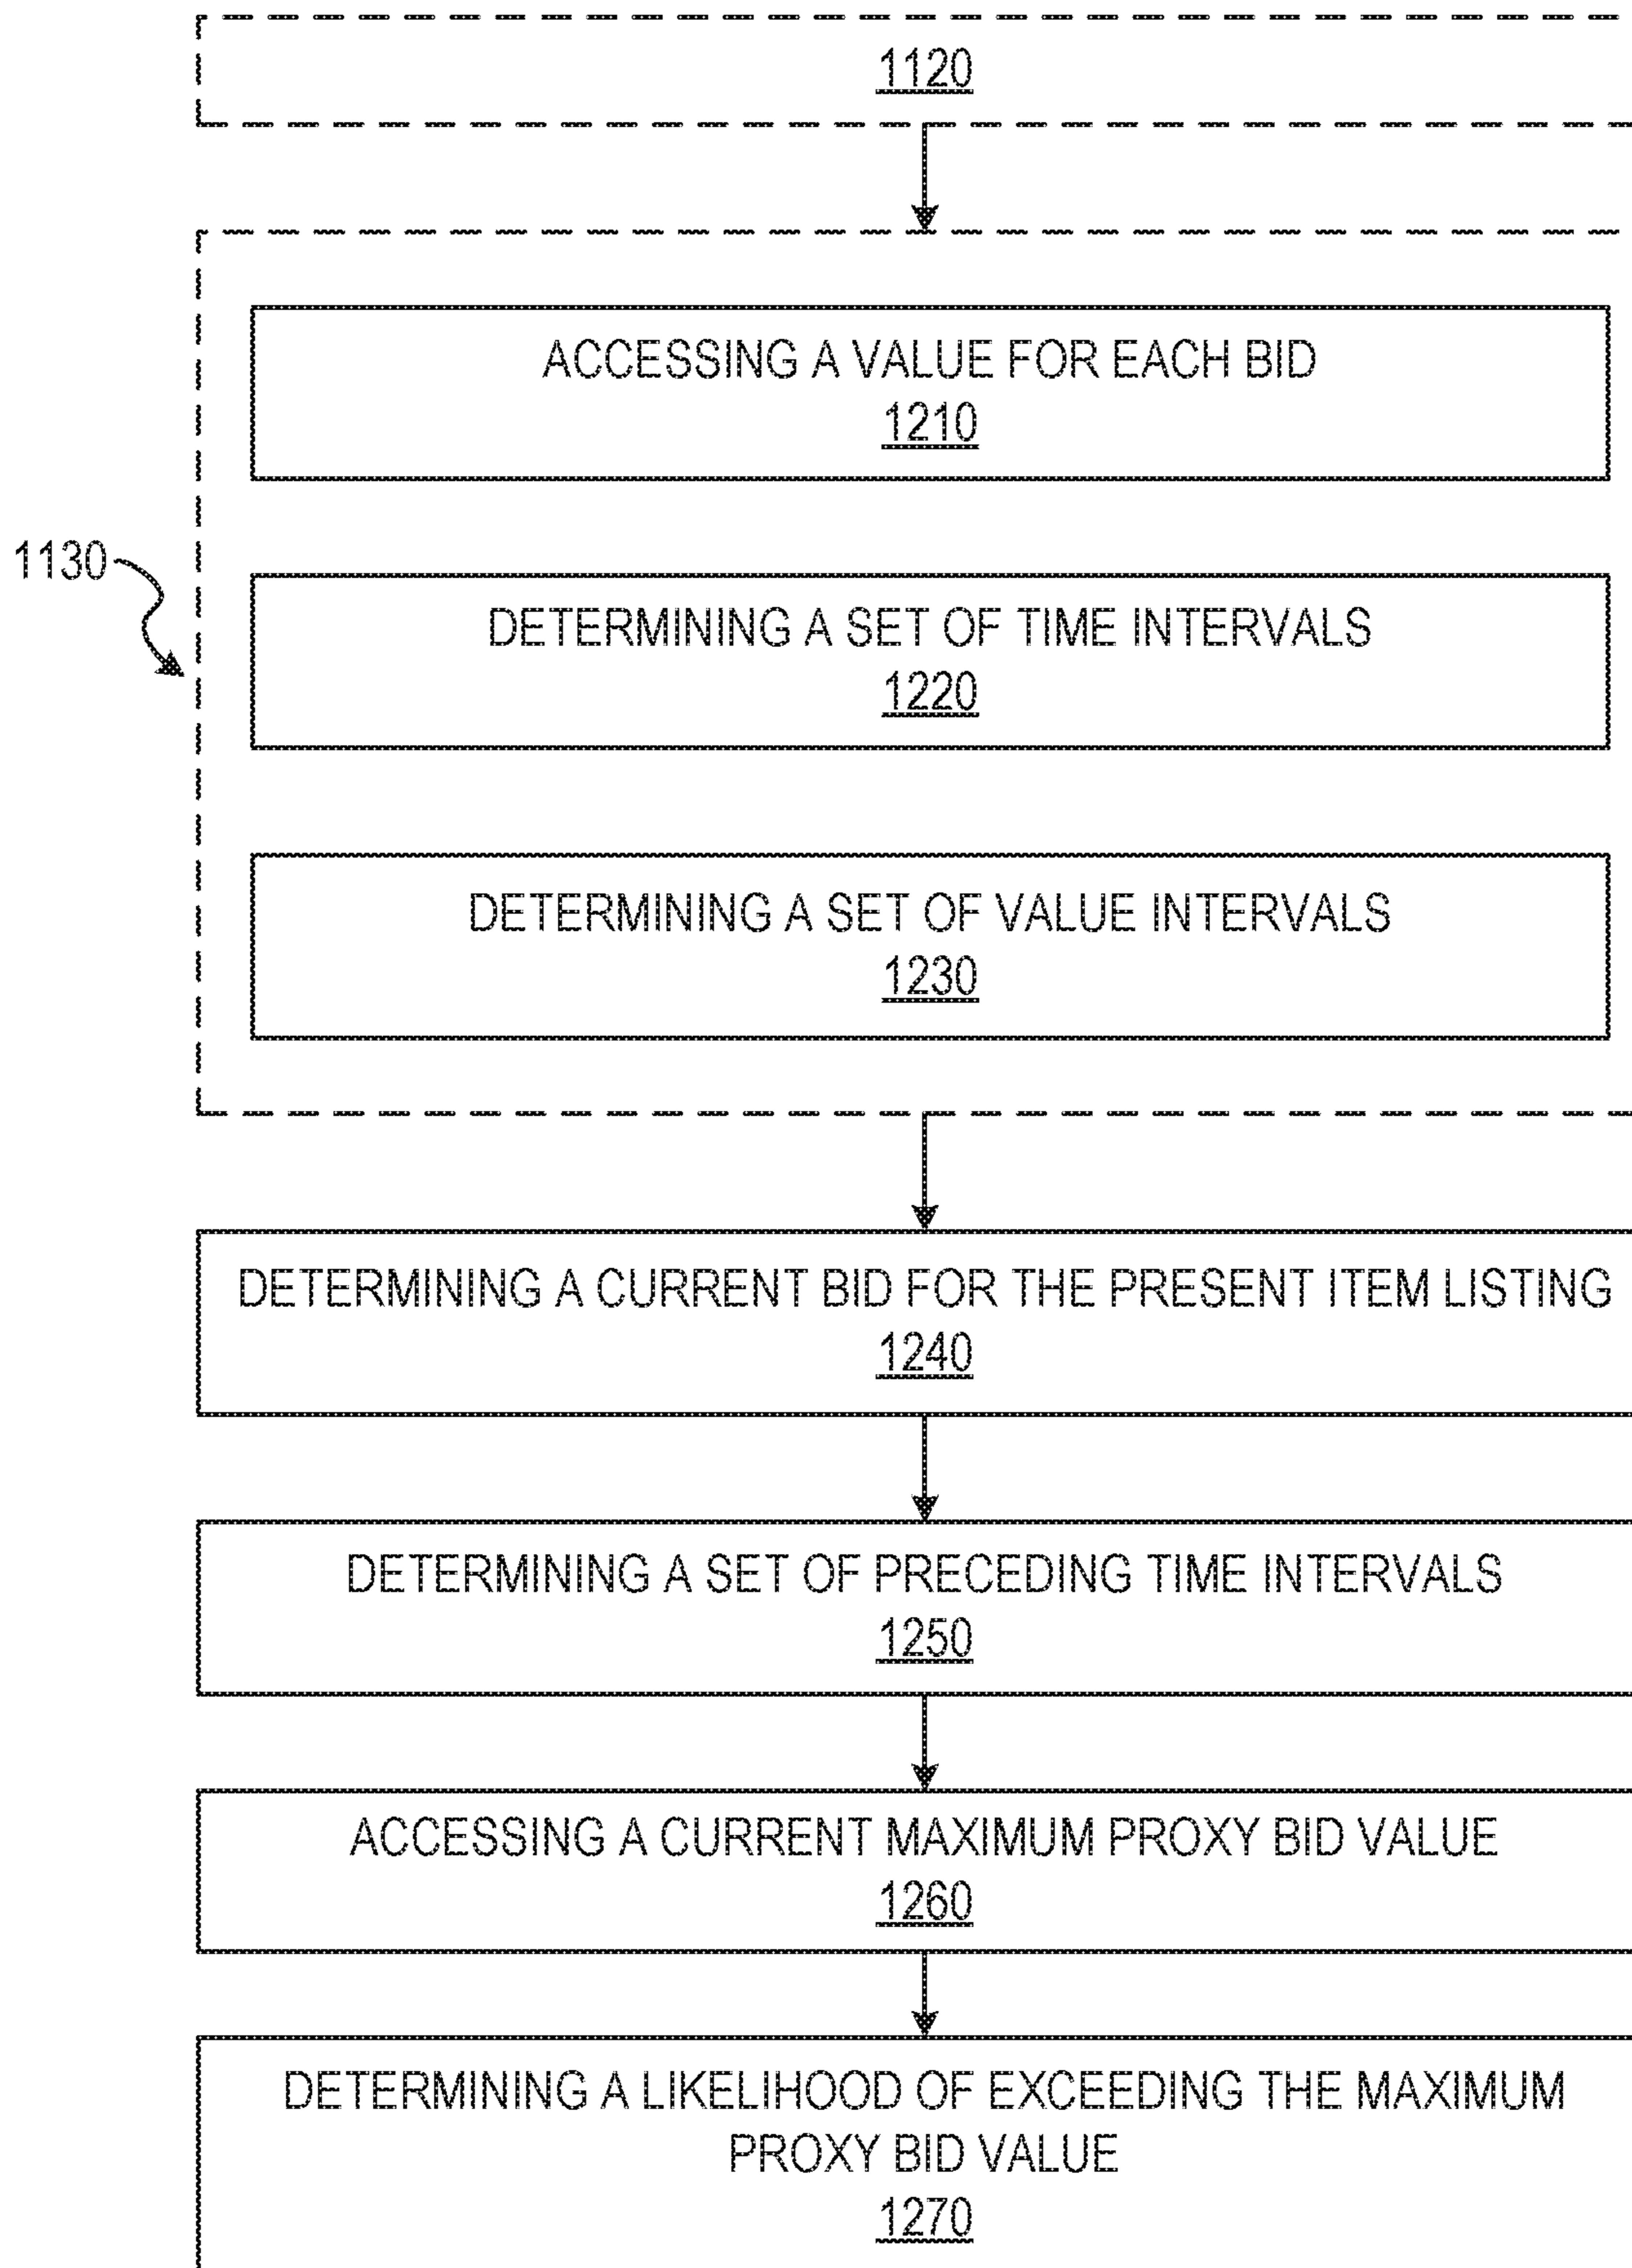 1120
ACCESSING A VALUE FOR EACH BID
1210
1130
DETERMINING A SET OF TIME INTERVALS
1220
DETERMINING A SET OF VALUE INTERVALS
1230
DETERMINING A CURRENT BID FOR THE PRESENT ITEM LISTING
1240
DETERMINING A SET OF PRECEDING TIME INTERVALS
1250
ACCESSING A CURRENT MAXIMUM PROXY BID VALUE
1260
DETERMINING A LIKELIHOOD OF EXCEEDING THE MAXIMUM
PROXY BID VALUE
1270